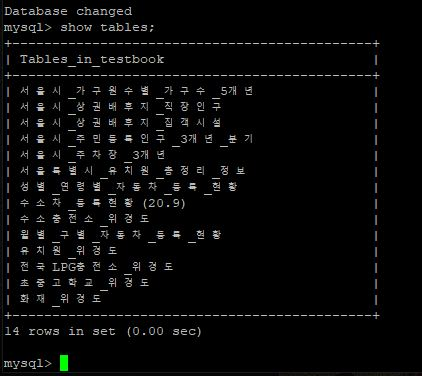 Database changed
mysql> show tables;
+------------------------------------------+
| Tables_in_testbook
+------------------------------------------+
| 서울시_가구원수별_가구수_5개년
| 서울시_상권배후지_직장인구
| 서울시_상권배후지_집객시설
| 서울시_주민등록인구_3개년_분기
| 서울시_주차장_3개년
| 서울특별시_유치원_총정리_정보
| 성별_연령별_자동차_등록_현황
| 수소차_등록현황(20.9)
| 수소충전소_위경도
| 월별_구별_자동차_등록_현황
| 유치원_위경도
| 전국LPG충전소_위경도
| 초중고학교_위경도
| 화재_위경도
+------------------------------------------+
14 rows in set (0.00 sec)
mysql>